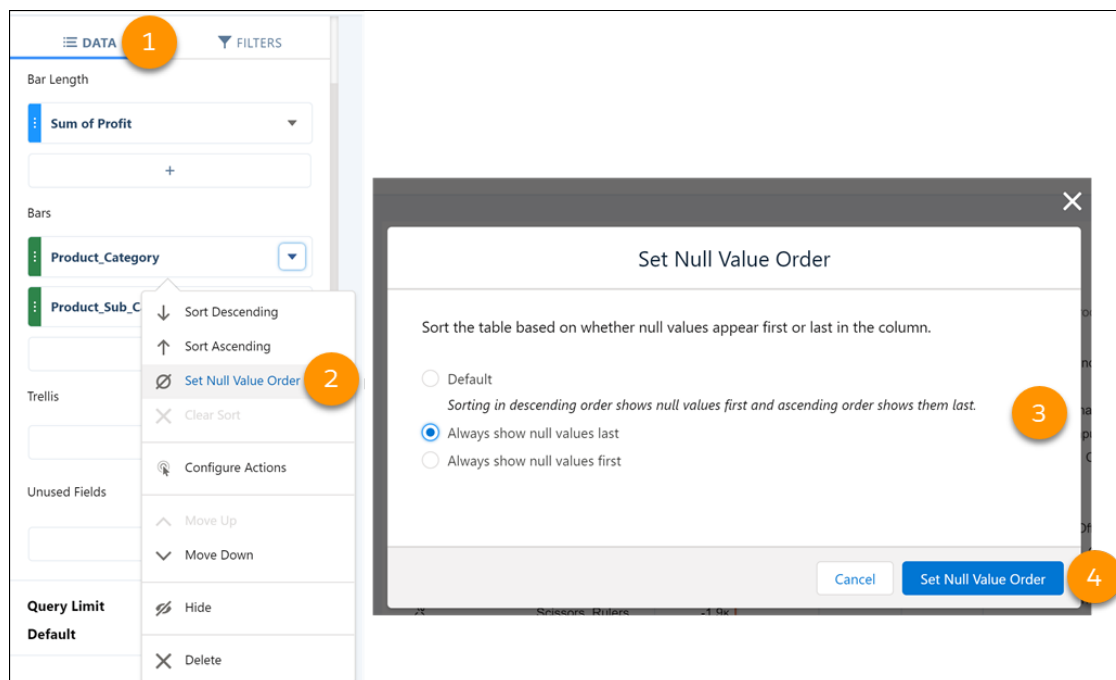 DATA
1
FILTERS
Bar Length
Sum of Profit
+
Bars
Product_Category
Product_Sub_C
Sort Descending
Sort Ascending
Set Null Value Order
2
Clear Sort
Trellis
Configure Actions
Unused Fields
Move Up
Move Down
Query Limit
Default
Hide
Delete
Set Null Value Order
Sort the table based on whether null values appear first or last in the column.
Default
Sorting in descending order shows null values first and ascending order shows them last.
3
Always show null values last
Always show null values first
Cancel
Set Null Value Order
4
Scissors, Rulers